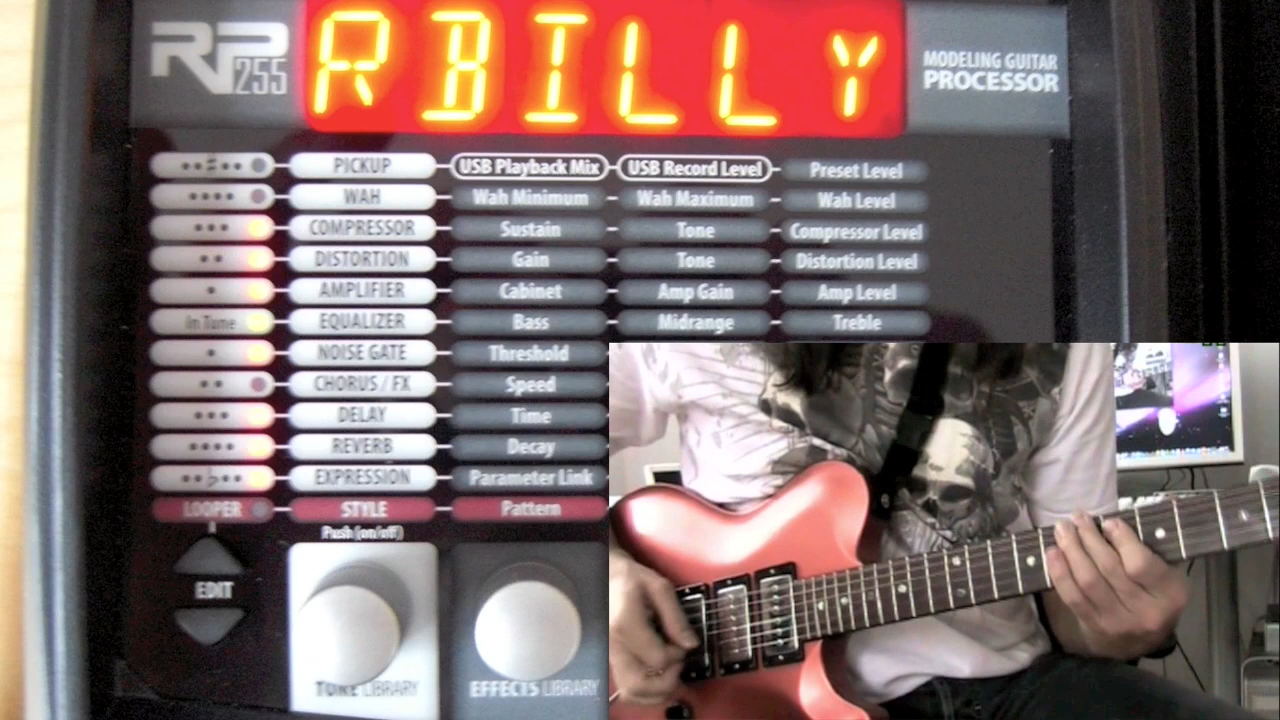 RP 255
RBILLY
MODELING GUITAR
PROCESSOR
PICKUP USB Playback Mix USB Record Level Preset Level
WAH Wah Minimum Wah Maximum Wah Level
COMPRESSOR Sustain Tone Compressor Level
DISTORTION Gain Tone Distortion Level
AMPLIFIER Cabinet Amp Gain Amp Level
In Tune EQUALIZER Bass Midrange Treble
NOISE GATE Threshold
CHORUS / FX Speed
DELAY Time
REVERB Decay
EXPRESSION Parameter Link
LOOPER STYLE Pattern
Push (on/off)
EDIT
TONE LIBRARY EFFECTS LIBRARY